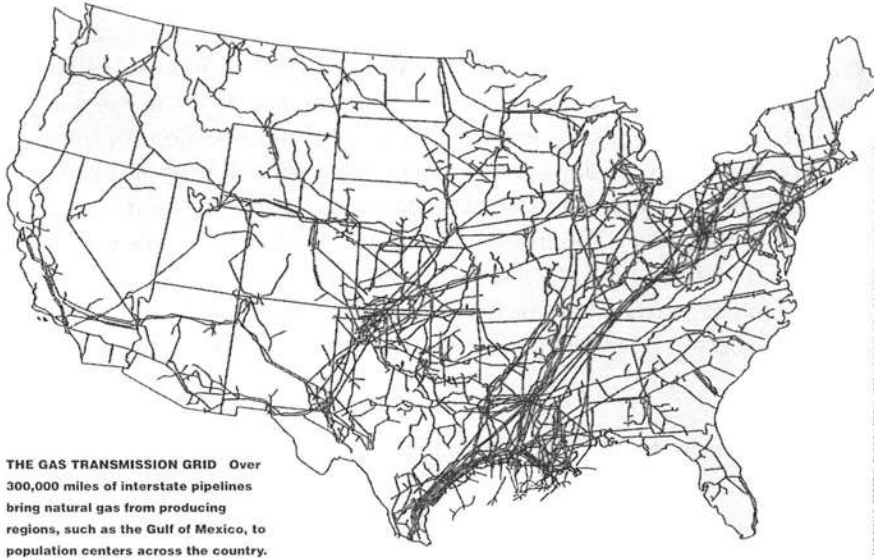 THE GAS TRANSMISSION GRID Over
300,000 miles of interstate pipelines
bring natural gas from producing
regions, such as the Gulf of Mexico, to
population centers across the country.